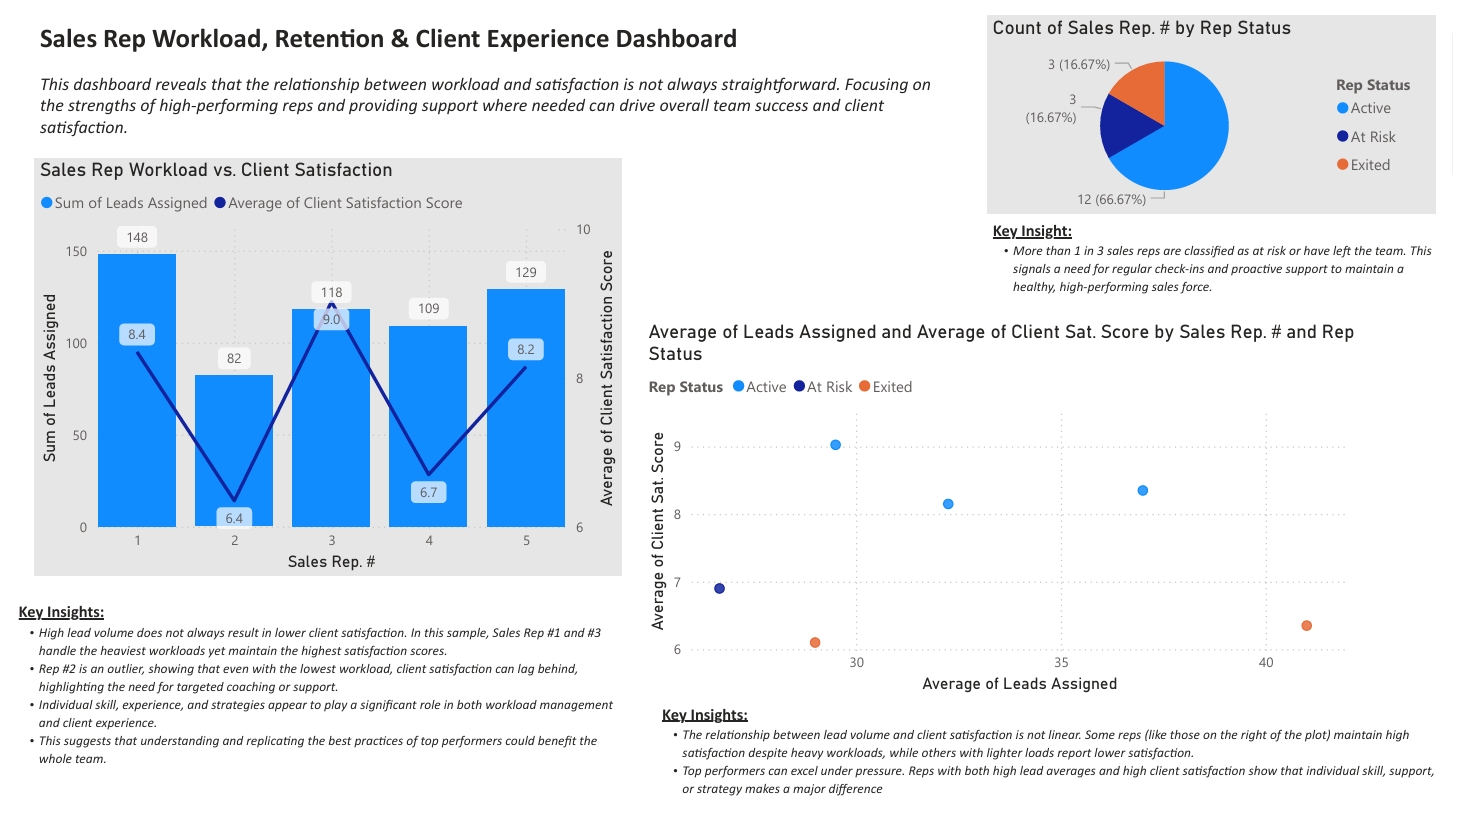 Sales Rep Workload, Retention & Client Experience Dashboard
This dashboard reveals that the relationship between workload and satisfaction is not always straightforward. Focusing on
the strengths of high-performing reps and providing support where needed can drive overall team success and client
satisfaction.
Count of Sales Rep. # by Rep Status
3 (16.67%)
3
(16.67%)
12 (66.67%)
Rep Status
Active
At Risk
Exited
Key Insight:
• More than 1 in 3 sales reps are classified as at risk or have left the team. This
signals a need for regular check-ins and proactive support to maintain a
healthy, high-performing sales force.
Sales Rep Workload vs. Client Satisfaction
Sum of Leads Assigned Average of Client Satisfaction Score
Sum of Leads Assigned
150
100
50
0
148
82
118
109
129
8.4
6.4
9.0
6.7
8.2
10
8
6
Average of Client Satisfaction Score
1 2 3 4 5
Sales Rep. #
Key Insights:
• High lead volume does not always result in lower client satisfaction. In this sample, Sales Rep #1 and #3
handle the heaviest workloads yet maintain the highest satisfaction scores.
• Rep #2 is an outlier, showing that even with the lowest workload, client satisfaction can lag behind,
highlighting the need for targeted coaching or support.
• Individual skill, experience, and strategies appear to play a significant role in both workload management
and client experience.
• This suggests that understanding and replicating the best practices of top performers could benefit the
whole team.
Average of Leads Assigned and Average of Client Sat. Score by Sales Rep. # and Rep
Status
Rep Status Active At Risk Exited
Average of Client Sat. Score
9
8
7
6
30 35 40
Average of Leads Assigned
Key Insights:
• The relationship between lead volume and client satisfaction is not linear. Some reps (like those on the right of the plot) maintain high
satisfaction despite heavy workloads, while others with lighter loads report lower satisfaction.
• Top performers can excel under pressure. Reps with both high lead averages and high client satisfaction show that individual skill, support,
or strategy makes a major difference